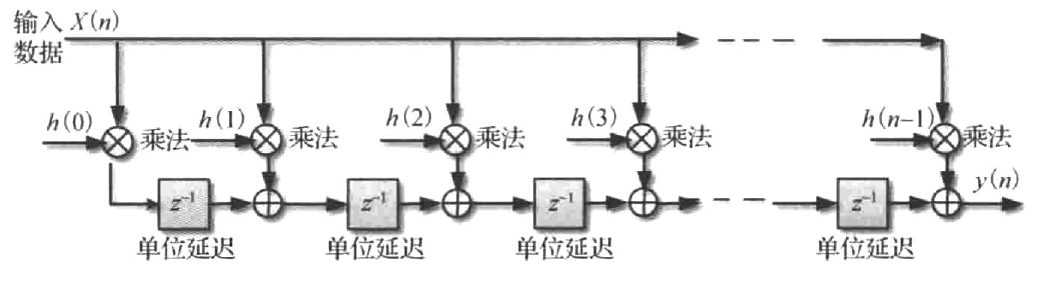 输入 X(n)
数据
h(0) 乘法 h(1) 乘法 h(2) 乘法 h(3) 乘法 h(n–1) 乘法
z⁻¹ z⁻¹ z⁻¹ z⁻¹ y(n)
单位延迟 单位延迟 单位延迟 单位延迟